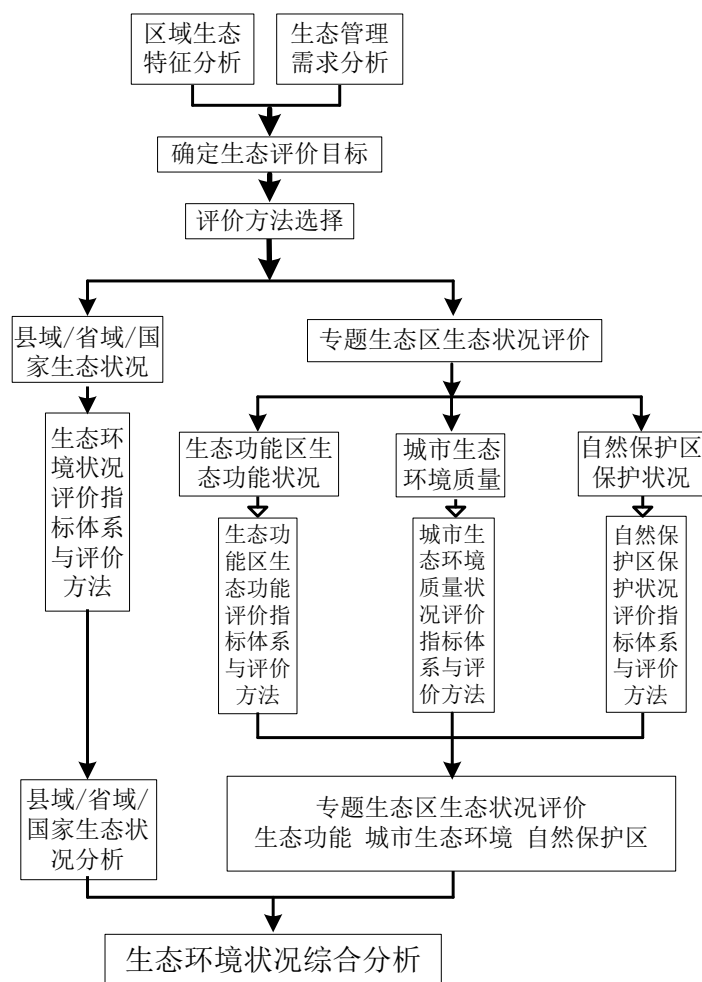 区域生态
特征分析
生态管理
需求分析
确定生态评价目标
评价方法选择
县域/省域/国
家生态状况
专题生态区生态状况评价
生态环
境状况
评价指
标体系
与评价
方法
生态功能区生
态功能状况
城市生态
环境质量
自然保护区
保护状况
生态功
能区生
态功能
评价指
标体系
与评价
方法
城市生
态环境
质量状
况评价
指标体
系与评
价方法
自然保
护区保
护状况
评价指
标体系
与评价
方法
县域/省域/
国家生态状
况分析
专题生态区生态状况评价
生态功能 城市生态环境 自然保护区
生态环境状况综合分析